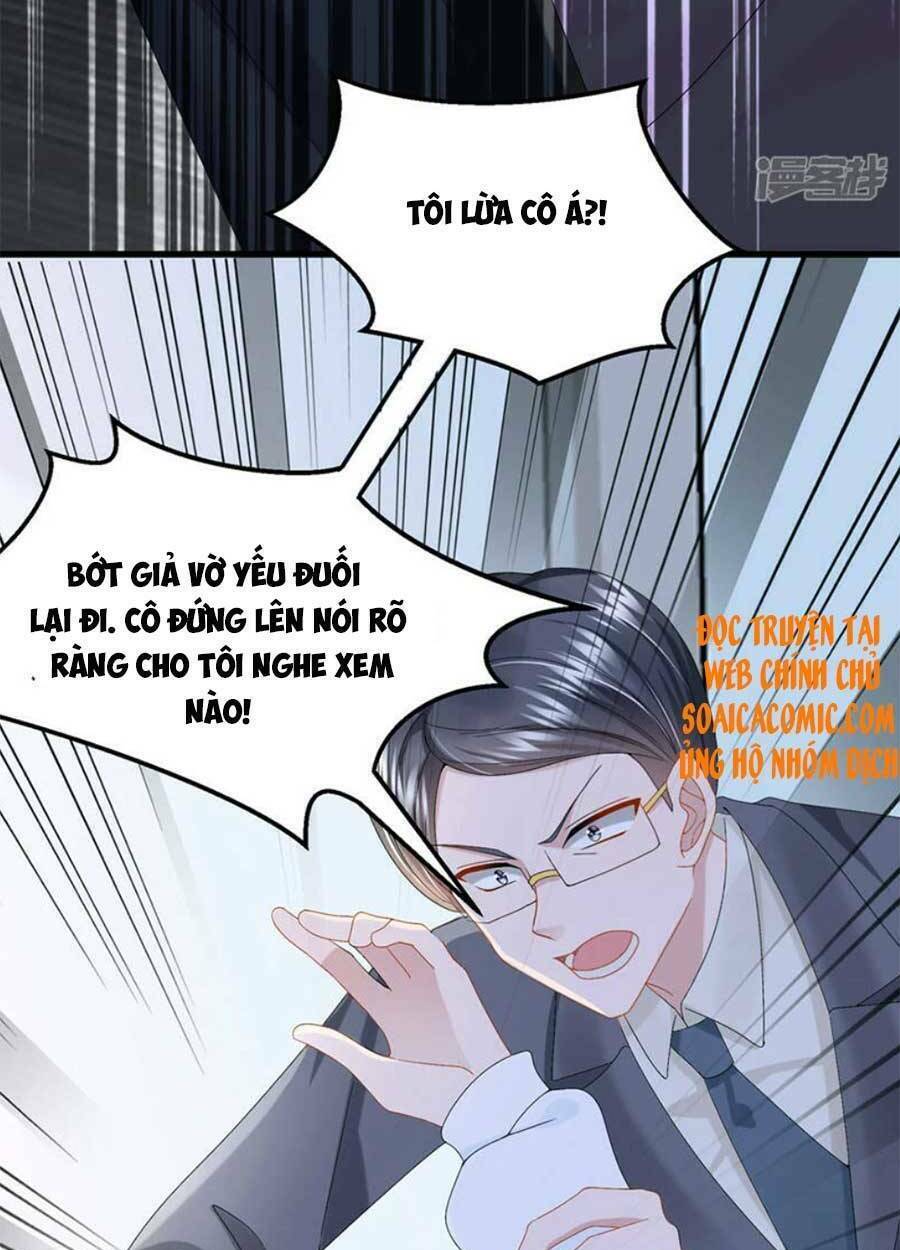 漫客栈
TÔI LỪA CÔ Á?!
BỚT GIẢ VỜ YẾU ĐUỐI
LẠI ĐI. CÔ ĐỨNG LÊN NÓI RÕ
RÀNG CHO TÔI NGHE XEM
NÀO!
ĐỌC TRUYỆN TẠI
WEB CHÍNH CHỦ
SOAICACOMIC.COM
ỦNG HỘ NHÓM DỊCH